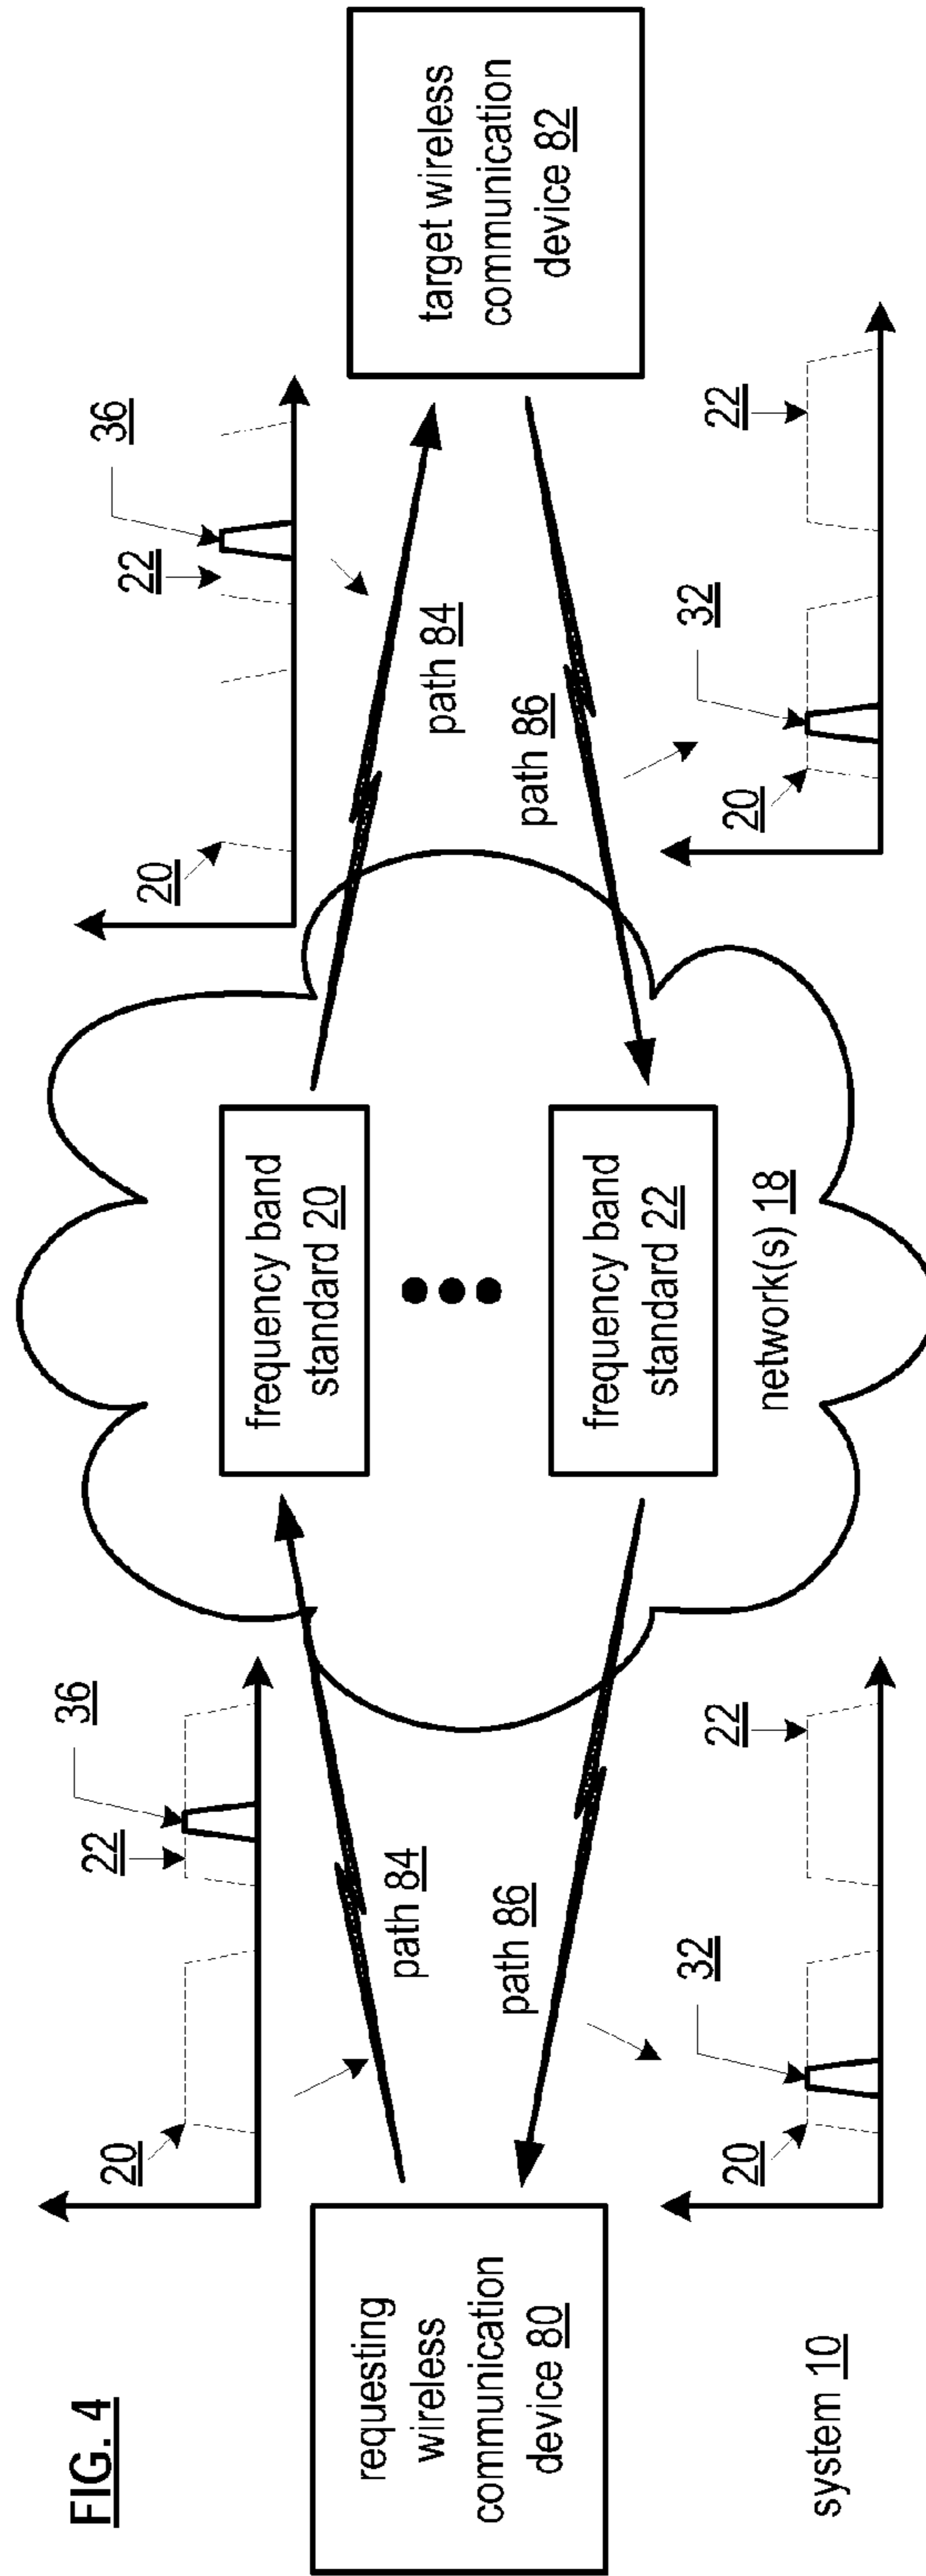 FIG. 4
requesting
wireless
communication
device 80
system 10
20
22
36
path 84
path 86
20
32
22
frequency band
standard 20
frequency band
standard 22
network(s) 18
20
22
36
path 84
path 86
20
32
22
target wireless
communication
device 82